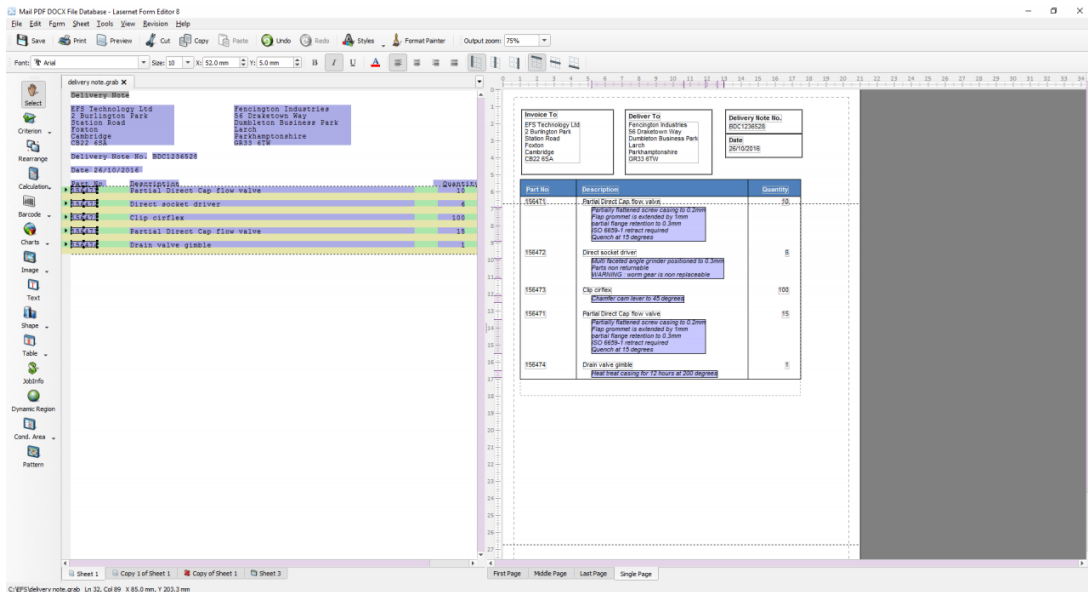 Mail PDF DOCX File Database - Lasernet Form Editor 8
File Edit Form Sheet Tools View Revision Help
Save Print Preview Cut Copy Paste Undo Redo Styles Format Painter Output zoom: 75%
Font: Arial Size: 10 X: 52.0 mm Y: 5.0 mm B I U A
Select
Criterion
Rearrange
Calculation
Barcode
Charts
Image
Text
Shape
Table
JobInfo
Dynamic Region
Cond. Area
Pattern
delivery note.grab X
Delivery Note
EFS Technology Ltd Fencington Industries
2 Burlington Park 56 Draketown Way
Station Road Dumbleton Business Park
Foxton Larch
Cambridge Parkhamptonshire
CB22 6SA GR33 6TW
Delivery Note No. BDC1236528
Date 26/10/2016
Part No Description Quantity
Partial Direct Cap flow valve 10
Direct socket driver 6
Clip cirflex 100
Partial Direct Cap flow valve 15
Drain valve gimble 1
Invoice To
EFS Technology Ltd
2 Burlington Park
Station Road
Foxton
Cambridge
CB22 6SA
Deliver To
Fencington Industries
56 Draketown Way
Dumbleton Business Park
Larch
Parkhamptonshire
GR33 6TW
Delivery Note No.
BDC1236528
Date
26/10/2016
Part No Description Quantity
156471 Partial Direct Cap flow valve 10
Partially flattened screw casing to 0.2mm
Flap grommet is extended by 1mm
partial flange retention to 0.3mm
ISO 6659-1 retract required
Quench at 15 degrees
156472 Direct socket driver 6
Multi faceted angle grinder positioned to 0.3mm
Parts non returnable
WARNING : worm gear is non replaceable
156473 Clip cirflex 100
Chamfer cam lever to 45 degrees
156471 Partial Direct Cap flow valve 15
Partially flattened screw casing to 0.2mm
Flap grommet is extended by 1mm
partial flange retention to 0.3mm
ISO 6659-1 retract required
Quench at 15 degrees
156474 Drain valve gimble 1
Heat treat casing for 12 hours at 200 degrees
Sheet 1 Copy 1 of Sheet 1 Copy of Sheet 1 Sheet 3
First Page Middle Page Last Page Single Page
C:\EFS\delivery note.grab Ln 32, Col 89 X 85.0 mm, Y 203.3 mm